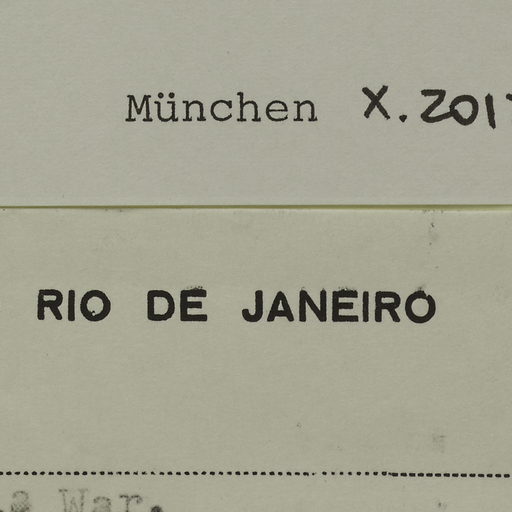 München X. 201
RIO DE JANEIRO
War.